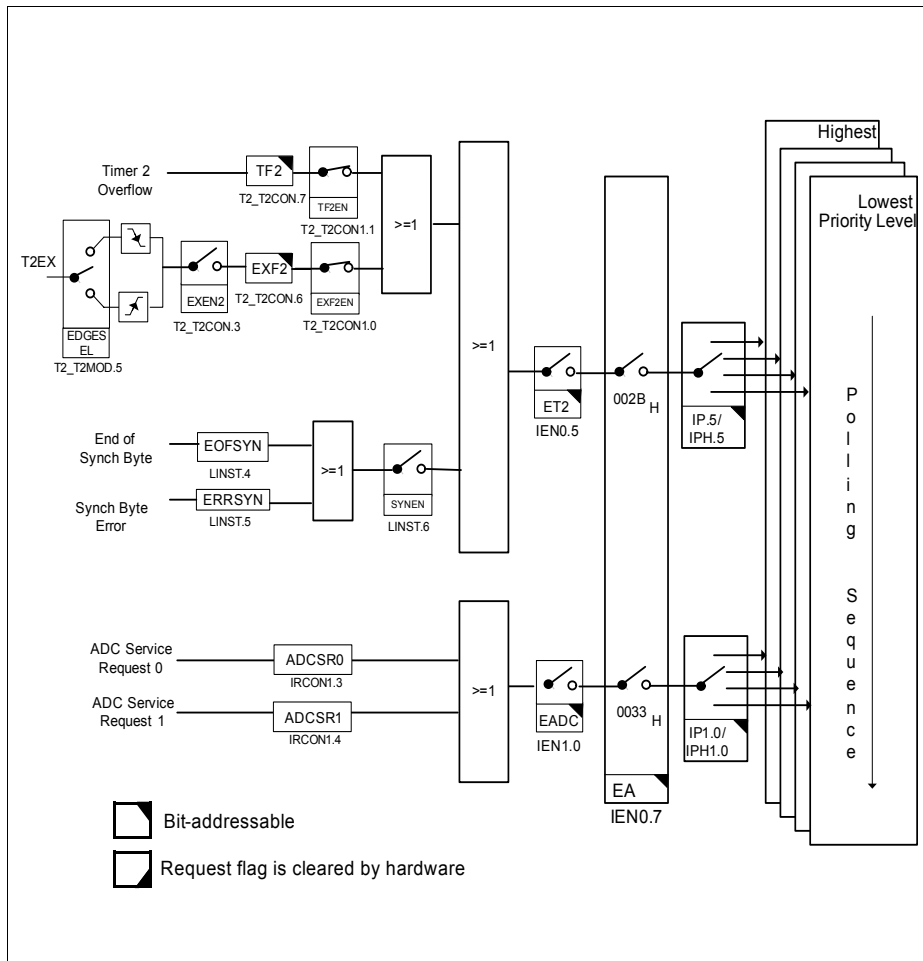 Highest
Lowest
Priority Level
Timer 2
Overflow
TF2
T2_T2CON.7
TF2EN
T2_T2CON1.1
>=1
T2EX
EDGES
EL
T2_T2MOD.5
EXEN2
T2_T2CON.3
EXF2
T2_T2CON.6
EXF2EN
T2_T2CON1.0
>=1
ET2
IEN0.5
002B H
IP.5/
IPH.5
End of
Synch Byte
EOFSYN
LINST.4
Synch Byte
Error
ERRSYN
LINST.5
>=1
SYNEN
LINST.6
Polling
Sequence
ADC Service
Request 0
ADCSR0
IRCON1.3
ADC Service
Request 1
ADCSR1
IRCON1.4
>=1
EADC
IEN1.0
0033 H
IP1.0/
IPH1.0
EA
IEN0.7
Bit-addressable
Request flag is cleared by hardware